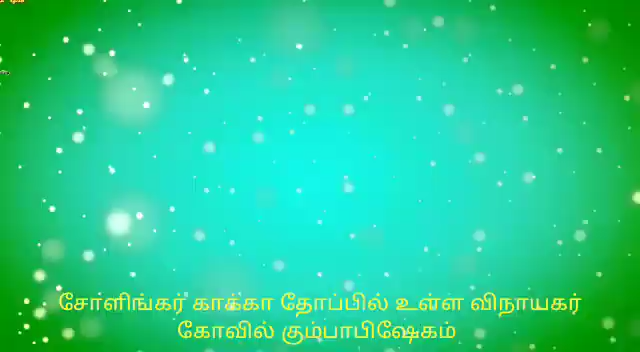 சோளிங்கர் காக்கா தோப்பில் உள்ள விநாயகர்
கோவில் கும்பாபிஷேகம்